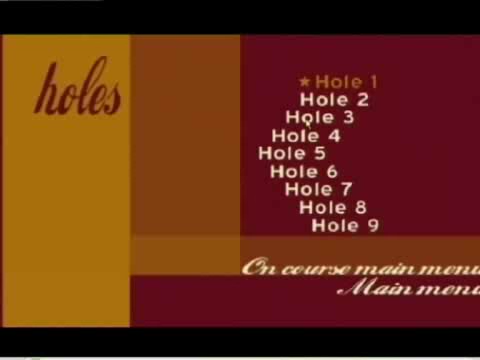 holes
★Hole 1
Hole 2
Hole 3
Hole 4
Hole 5
Hole 6
Hole 7
Hole 8
Hole 9
On course main menu
Main menu